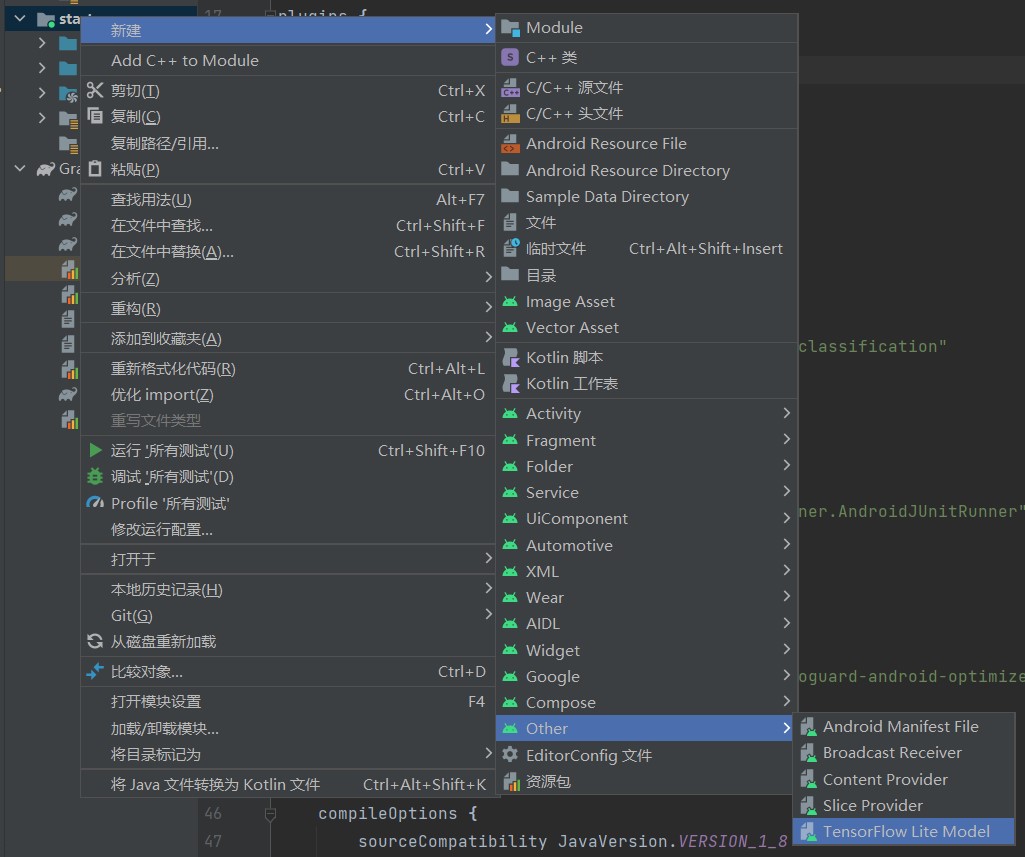 17 plugins {
star
Gra
新建
Add C++ to Module
剪切(T) Ctrl+X
复制(C) Ctrl+C
复制路径/引用...
粘贴(P) Ctrl+V
查找用法(U) Alt+F7
在文件中查找... Ctrl+Shift+F
在文件中替换(A)... Ctrl+Shift+R
分析(Z)
重构(R)
添加到收藏夹(A)
重新格式化代码(R) Ctrl+Alt+L
优化 import(Z) Ctrl+Alt+O
重写文件类型
运行 '所有测试'(U) Ctrl+Shift+F10
调试 '所有测试'(D)
Profile '所有测试'
修改运行配置...
打开于
本地历史记录(H)
Git(G)
从磁盘重新加载
比较对象... Ctrl+D
打开模块设置 F4
加载/卸载模块...
将目录标记为
将 Java 文件转换为 Kotlin 文件 Ctrl+Alt+Shift+K
Module
C++ 类
C/C++ 源文件
C/C++ 头文件
Android Resource File
Android Resource Directory
Sample Data Directory
文件
临时文件 Ctrl+Alt+Shift+Insert
目录
Image Asset
Vector Asset
Kotlin 脚本
Kotlin 工作表
Activity
Fragment
Folder
Service
UiComponent
Automotive
XML
Wear
AIDL
Widget
Google
Compose
Other
EditorConfig 文件
资源包
Android Manifest File
Broadcast Receiver
Content Provider
Slice Provider
TensorFlow Lite Model
classification"
ner.AndroidJUnitRunner"
oguard-android-optimize
46 compileOptions {
47 sourceCompatibility JavaVersion.VERSION_1_8